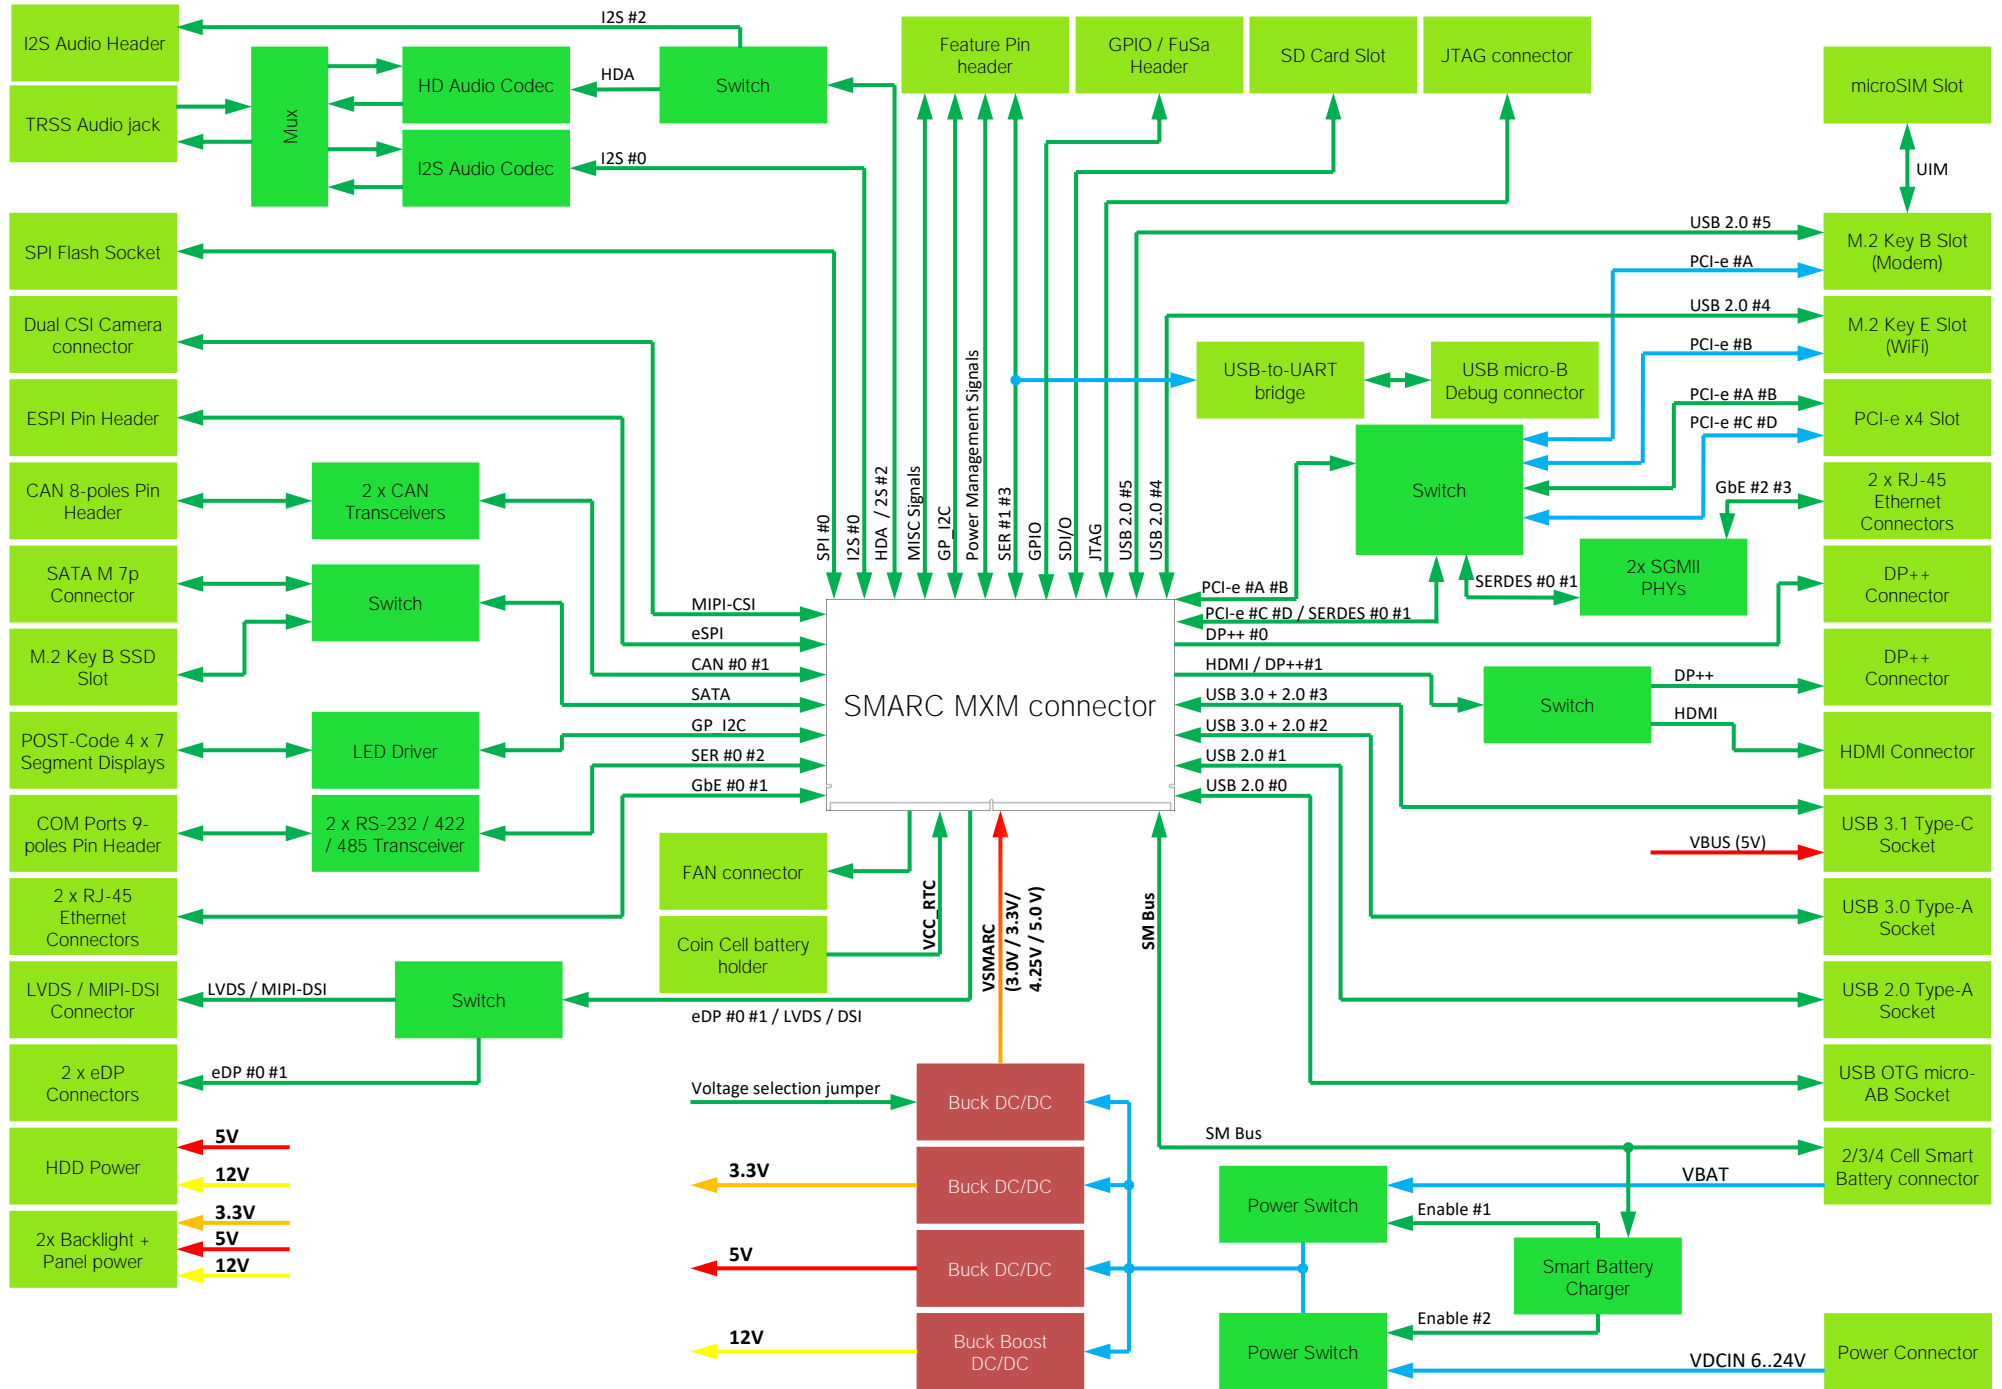 I2S Audio Header
TRSS Audio jack
Mux
HD Audio Codec
I2S Audio Codec
I2S #2
HDA
Switch
I2S #0
Feature Pin
header
GPIO / FuSa
Header
SD Card Slot
JTAG connector
microSIM Slot
UIM
SPI Flash Socket
Dual CSI Camera
connector
ESPI Pin Header
CAN 8-poles Pin
Header
2 x CAN
Transceivers
SATA M 7p
Connector
Switch
M.2 Key B SSD
Slot
POST-Code 4 x 7
Segment Displays
LED Driver
COM Ports 9-
poles Pin Header
2 x RS-232 / 422
/ 485 Transceiver
2 x RJ-45
Ethernet
Connectors
LVDS / MIPI-DSI
Connector
LVDS / MIPI-DSI
Switch
2 x eDP
Connectors
eDP #0 #1
HDD Power
5V
12V
2x Backlight +
Panel power
3.3V
5V
12V
SPI #0
I2S #0
HDA / 2S #2
MISC Signals
GP_I2C
Power Management Signals
SER #1 #3
GPIO
SDI/O
JTAG
USB 2.0 #5
USB 2.0 #4
MIPI-CSI
eSPI
CAN #0 #1
SATA
GP_I2C
SER #0 #2
GbE #0 #1
SMARC MXM connector
PCI-e #A #B
PCI-e #C #D / SERDES #0 #1
DP++ #0
HDMI / DP++#1
USB 3.0 + 2.0 #3
USB 3.0 + 2.0 #2
USB 2.0 #1
USB 2.0 #0
USB-to-UART
bridge
USB micro-B
Debug connector
Switch
SERDES #0 #1
2x SGMII
PHYs
USB 2.0 #5
PCI-e #A
USB 2.0 #4
PCI-e #B
PCI-e #A #B
PCI-e #C #D
GbE #2 #3
M.2 Key B Slot
(Modem)
M.2 Key E Slot
(WiFi)
PCI-e x4 Slot
2 x RJ-45
Ethernet
Connectors
DP++
Connector
DP++
Connector
Switch
DP++
HDMI
HDMI Connector
USB 3.1 Type-C
Socket
VBUS (5V)
USB 3.0 Type-A
Socket
USB 2.0 Type-A
Socket
USB OTG micro-
AB Socket
2/3/4 Cell Smart
Battery connector
Power Connector
FAN connector
Coin Cell battery
holder
VCC_RTC
VSMARC
(3.0V / 3.3V/
4.25V / 5.0 V)
SM Bus
eDP #0 #1 / LVDS / DSI
Voltage selection jumper
Buck DC/DC
3.3V
Buck DC/DC
5V
Buck DC/DC
12V
Buck Boost
DC/DC
SM Bus
VBAT
Power Switch
Enable #1
Smart Battery
Charger
Enable #2
Power Switch
VDCIN 6..24V